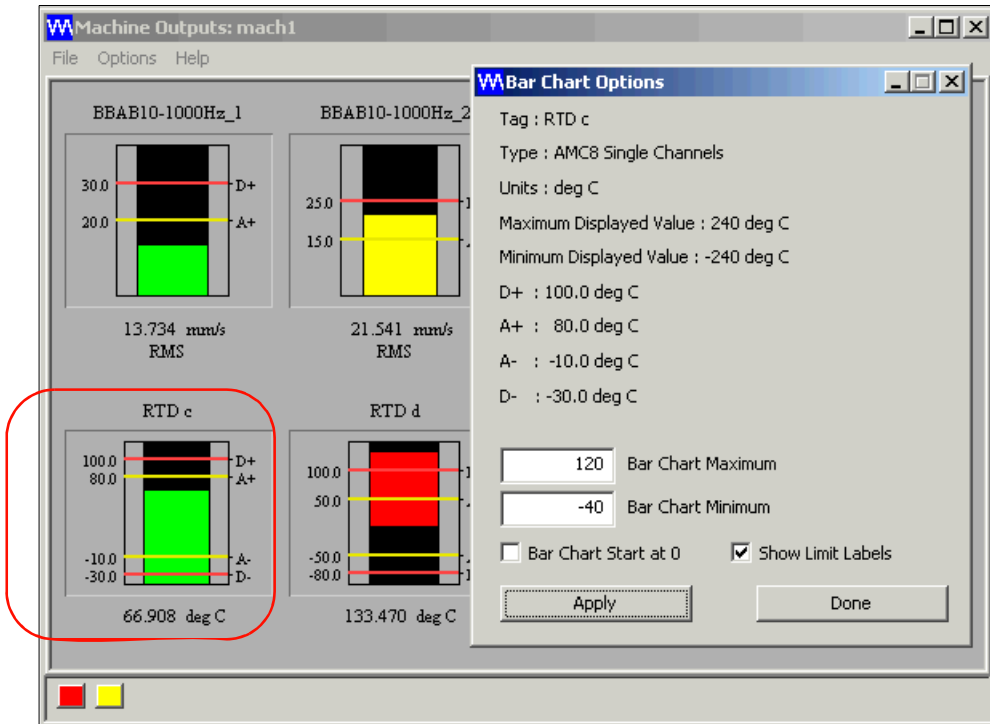 Machine Outputs: mach1
File Options Help
BBAB10-1000Hz_1
30.0 D+
20.0 A+
13.734 mm/s
RMS
BBAB10-1000Hz_2
25.0
15.0
21.541 mm/s
RMS
RTD c
100.0 D+
80.0 A+
-10.0 A-
-30.0 D-
66.908 deg C
RTD d
100.0
50.0
-50.0
-80.0
133.470 deg C
Bar Chart Options
Tag : RTD c
Type : AMC8 Single Channels
Units : deg C
Maximum Displayed Value : 240 deg C
Minimum Displayed Value : -240 deg C
D+ : 100.0 deg C
A+ : 80.0 deg C
A- : -10.0 deg C
D- : -30.0 deg C
120 Bar Chart Maximum
-40 Bar Chart Minimum
Bar Chart Start at 0
Show Limit Labels
Apply
Done